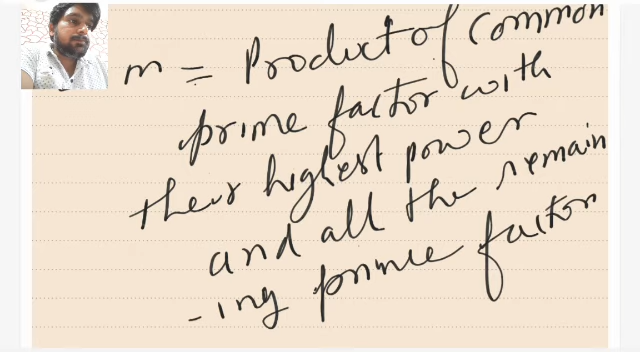 m = Product of Common
prime factor with
their highest power
and all the remain
-ing prime factor